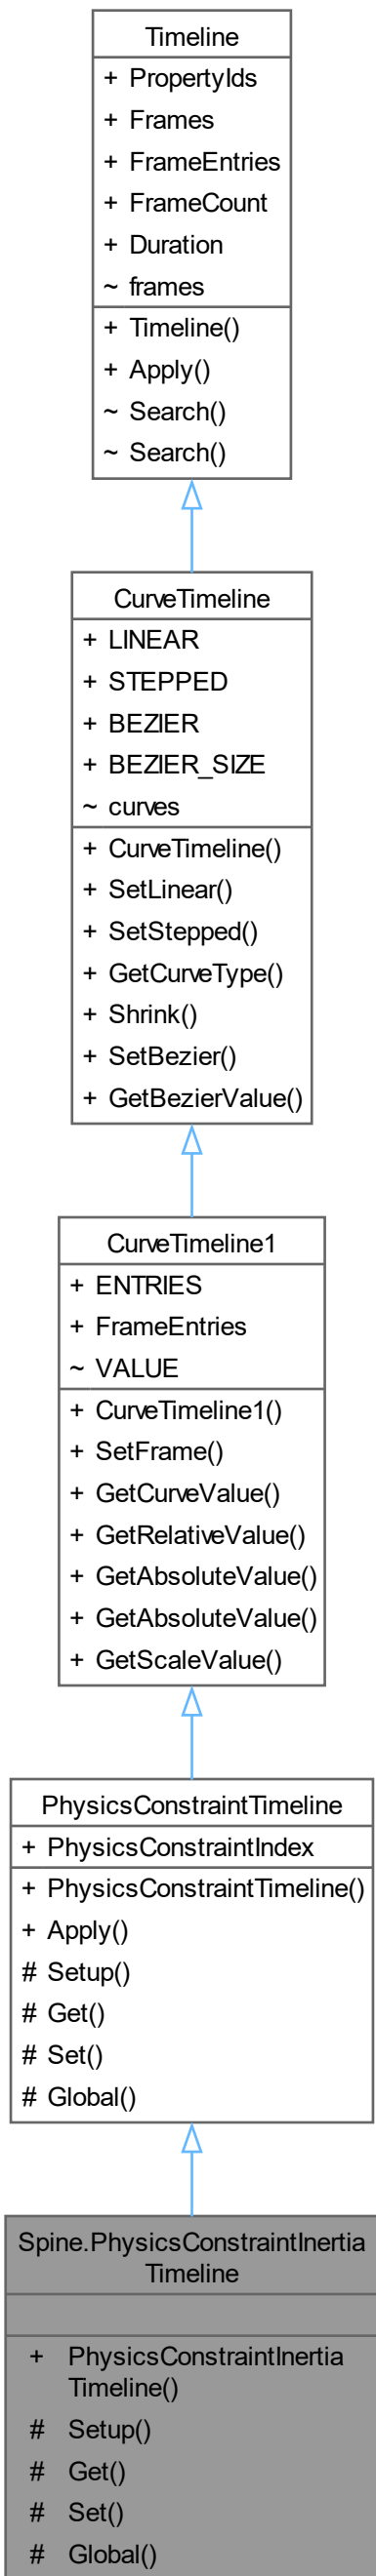 Timeline
+ PropertyIds
+ Frames
+ FrameEntries
+ FrameCount
+ Duration
~ frames
+ Timeline()
+ Apply()
~ Search()
~ Search()
CurveTimeline
+ LINEAR
+ STEPPED
+ BEZIER
+ BEZIER_SIZE
~ curves
+ CurveTimeline()
+ SetLinear()
+ SetStepped()
+ GetCurveType()
+ Shrink()
+ SetBezier()
+ GetBezierValue()
CurveTimeline1
+ ENTRIES
+ FrameEntries
~ VALUE
+ CurveTimeline1()
+ SetFrame()
+ GetCurveValue()
+ GetRelativeValue()
+ GetAbsoluteValue()
+ GetAbsoluteValue()
+ GetScaleValue()
PhysicsConstraintTimeline
+ PhysicsConstraintIndex
+ PhysicsConstraintTimeline()
+ Apply()
# Setup()
# Get()
# Set()
# Global()
Spine.PhysicsConstraintInertia
Timeline
+ PhysicsConstraintInertia
Timeline()
# Setup()
# Get()
# Set()
# Global()